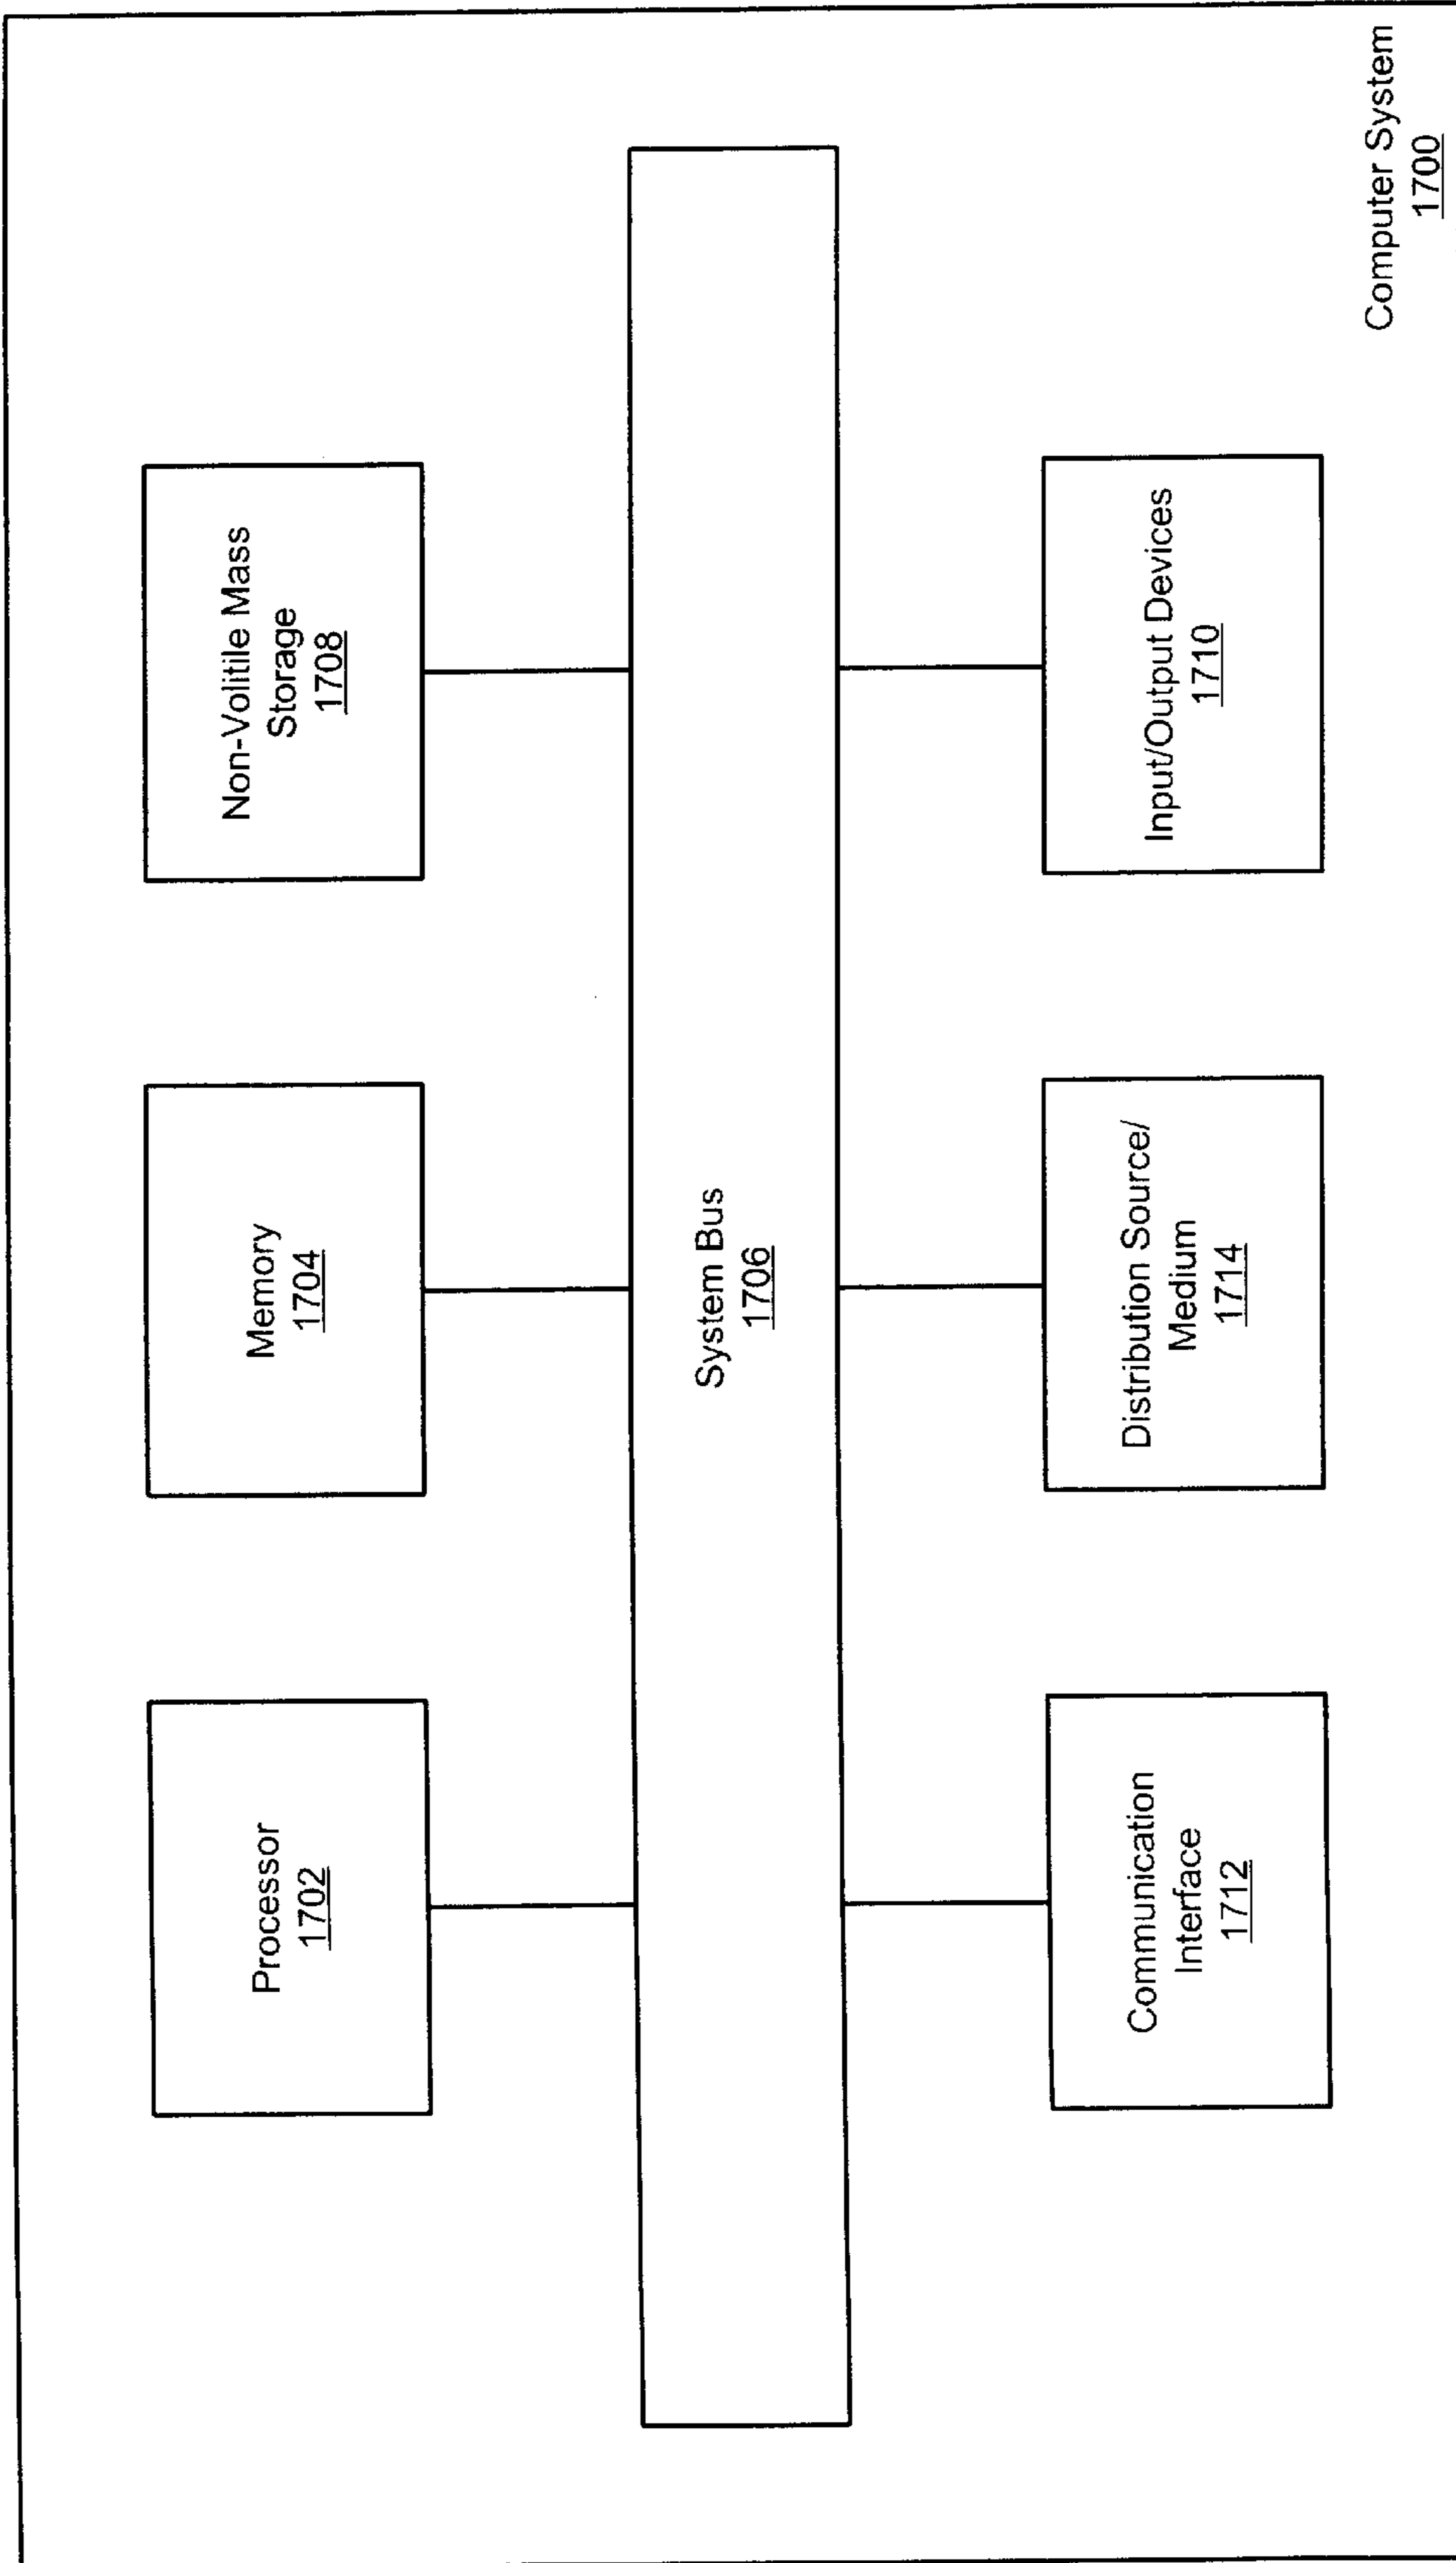 Processor
1702
Memory
1704
Non-Volitile Mass
Storage
1708
System Bus
1706
Communication
Interface
1712
Distribution Source/
Medium
1714
Input/Output Devices
1710
Computer System
1700